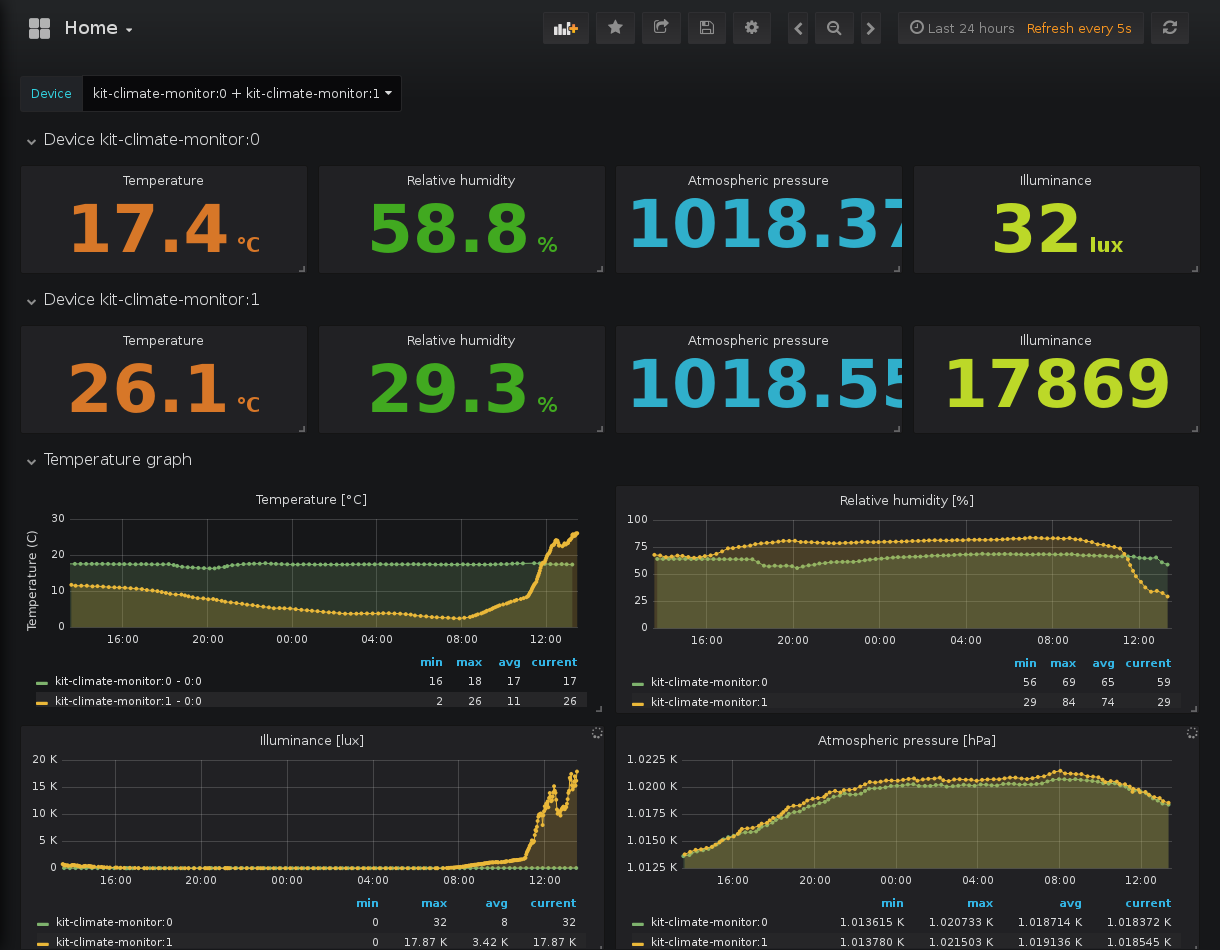 Home
Last 24 hours Refresh every 5s
Device kit-climate-monitor:0 + kit-climate-monitor:1
Device kit-climate-monitor:0
Temperature Relative humidity Atmospheric pressure Illuminance
17.4 °C 58.8 % 1018.37 32 lux
Device kit-climate-monitor:1
Temperature Relative humidity Atmospheric pressure Illuminance
26.1 °C 29.3 % 1018.55 17869
Temperature graph
Temperature [°C]
Temperature (C)
30
20
10
0
16:00 20:00 00:00 04:00 08:00 12:00
min max avg current
kit-climate-monitor:0 - 0:0 16 18 17 17
kit-climate-monitor:1 - 0:0 2 26 11 26
Relative humidity [%]
100
75
50
25
0
16:00 20:00 00:00 04:00 08:00 12:00
min max avg current
kit-climate-monitor:0 56 69 65 59
kit-climate-monitor:1 29 84 74 29
Illuminance [lux]
20 K
15 K
10 K
5 K
0
16:00 20:00 00:00 04:00 08:00 12:00
min max avg current
kit-climate-monitor:0 0 32 8 32
kit-climate-monitor:1 0 17.87 K 3.42 K 17.87 K
Atmospheric pressure [hPa]
1.0225 K
1.0200 K
1.0175 K
1.0150 K
1.0125 K
16:00 20:00 00:00 04:00 08:00 12:00
min max avg current
kit-climate-monitor:0 1.013615 K 1.020733 K 1.018714 K 1.018372 K
kit-climate-monitor:1 1.013780 K 1.021503 K 1.019136 K 1.018545 K